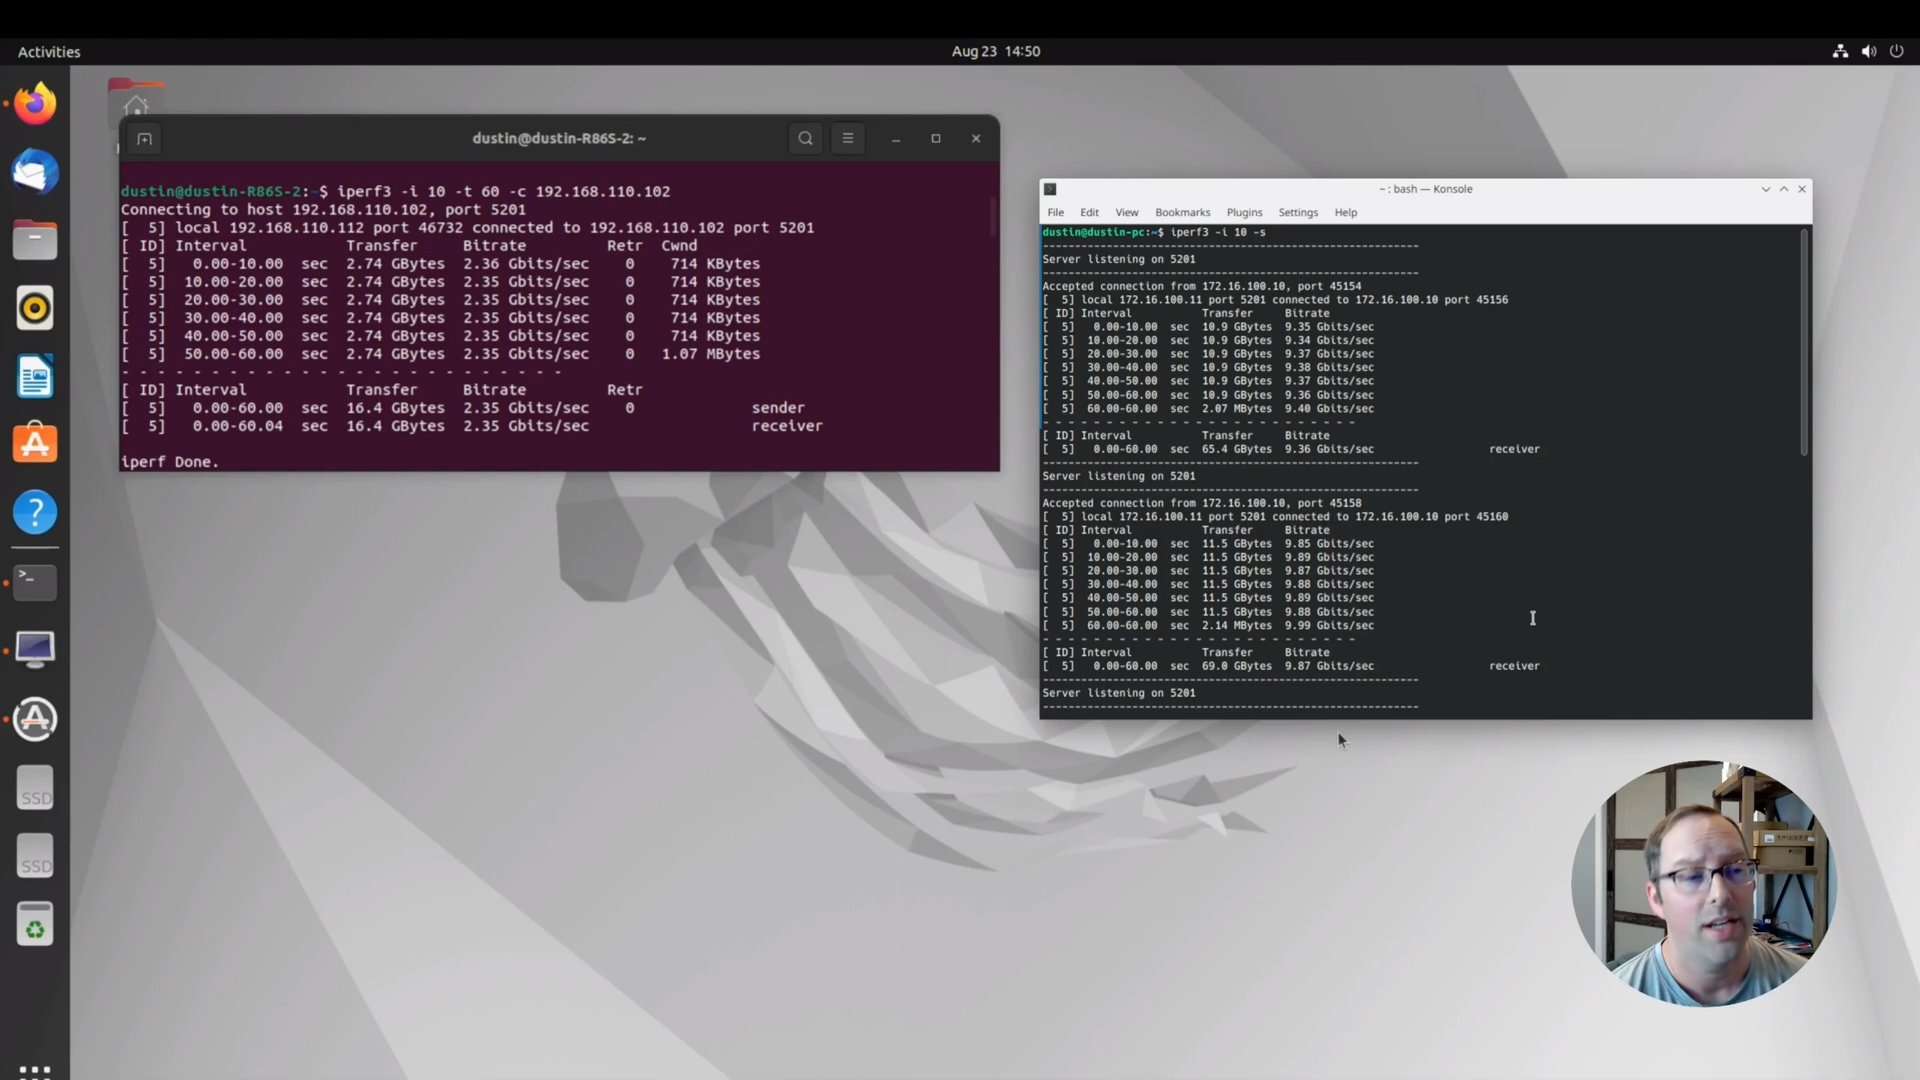 Activities
Aug 23 14:50
dustin@dustin-R86S-2: ~
dustin@dustin-R86S-2:~$ iperf3 -i 10 -t 60 -c 192.168.110.102
Connecting to host 192.168.110.102, port 5201
[  5] local 192.168.110.112 port 46732 connected to 192.168.110.102 port 5201
[ ID] Interval           Transfer     Bitrate         Retr  Cwnd
[  5]   0.00-10.00  sec  2.74 GBytes  2.36 Gbits/sec    0    714 KBytes
[  5]  10.00-20.00  sec  2.74 GBytes  2.35 Gbits/sec    0    714 KBytes
[  5]  20.00-30.00  sec  2.74 GBytes  2.35 Gbits/sec    0    714 KBytes
[  5]  30.00-40.00  sec  2.74 GBytes  2.35 Gbits/sec    0    714 KBytes
[  5]  40.00-50.00  sec  2.74 GBytes  2.35 Gbits/sec    0    714 KBytes
[  5]  50.00-60.00  sec  2.74 GBytes  2.35 Gbits/sec    0   1.07 MBytes
- - - - - - - - - - - - - - - - - - - - - - - - -
[ ID] Interval           Transfer     Bitrate         Retr
[  5]   0.00-60.00  sec  16.4 GBytes  2.35 Gbits/sec    0             sender
[  5]   0.00-60.04  sec  16.4 GBytes  2.35 Gbits/sec                  receiver
iperf Done.
~ : bash — Konsole
File Edit View Bookmarks Plugins Settings Help
dustin@dustin-pc:~$ iperf3 -i 10 -s
-----------------------------------------------------------
Server listening on 5201
-----------------------------------------------------------
Accepted connection from 172.16.100.10, port 45154
[  5] local 172.16.100.11 port 5201 connected to 172.16.100.10 port 45156
[ ID] Interval           Transfer     Bitrate
[  5]   0.00-10.00  sec  10.9 GBytes  9.35 Gbits/sec
[  5]  10.00-20.00  sec  10.9 GBytes  9.34 Gbits/sec
[  5]  20.00-30.00  sec  10.9 GBytes  9.37 Gbits/sec
[  5]  30.00-40.00  sec  10.9 GBytes  9.38 Gbits/sec
[  5]  40.00-50.00  sec  10.9 GBytes  9.37 Gbits/sec
[  5]  50.00-60.00  sec  10.9 GBytes  9.36 Gbits/sec
[  5]  60.00-60.00  sec  2.07 MBytes  9.40 Gbits/sec
- - - - - - - - - - - - - - - - - - - - - - - - -
[ ID] Interval           Transfer     Bitrate
[  5]   0.00-60.00  sec  65.4 GBytes  9.36 Gbits/sec                  receiver
-----------------------------------------------------------
Server listening on 5201
-----------------------------------------------------------
Accepted connection from 172.16.100.10, port 45158
[  5] local 172.16.100.11 port 5201 connected to 172.16.100.10 port 45160
[ ID] Interval           Transfer     Bitrate
[  5]   0.00-10.00  sec  11.5 GBytes  9.85 Gbits/sec
[  5]  10.00-20.00  sec  11.5 GBytes  9.89 Gbits/sec
[  5]  20.00-30.00  sec  11.5 GBytes  9.87 Gbits/sec
[  5]  30.00-40.00  sec  11.5 GBytes  9.88 Gbits/sec
[  5]  40.00-50.00  sec  11.5 GBytes  9.89 Gbits/sec
[  5]  50.00-60.00  sec  11.5 GBytes  9.88 Gbits/sec
[  5]  60.00-60.00  sec  2.14 MBytes  9.99 Gbits/sec
- - - - - - - - - - - - - - - - - - - - - - - - -
[ ID] Interval           Transfer     Bitrate
[  5]   0.00-60.00  sec  69.0 GBytes  9.87 Gbits/sec                  receiver
-----------------------------------------------------------
Server listening on 5201
-----------------------------------------------------------
SSD
SSD